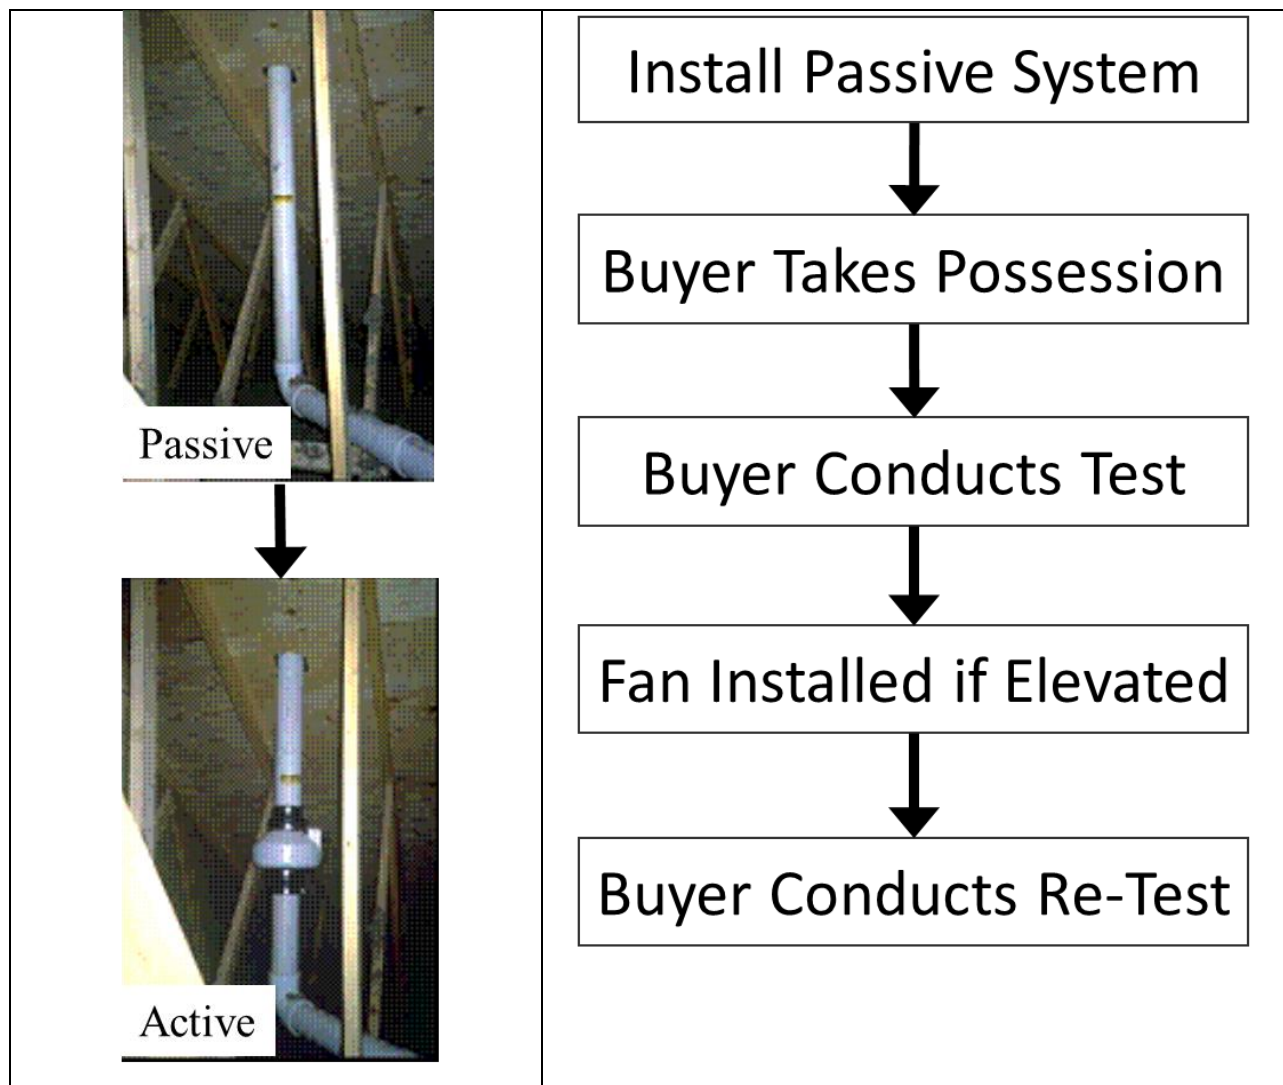 Passive
Active
Install Passive System
Buyer Takes Possession
Buyer Conducts Test
Fan Installed if Elevated
Buyer Conducts Re-Test